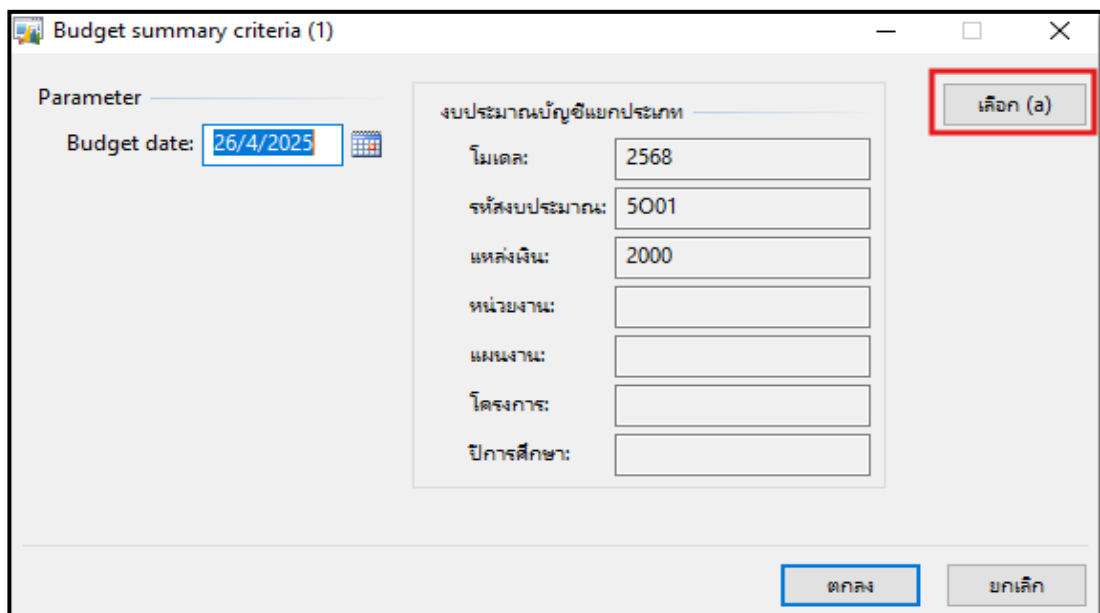 Budget summary criteria (1)
Parameter
Budget date: 26/4/2025
งบประมาณบัญชีแยกประเภท
โมเดล: 2568
รหัสงบประมาณ: 5O01
แหล่งเงิน: 2000
หน่วยงาน:
แผนงาน:
โครงการ:
ปีการศึกษา:
เลือก (a)
ตกลง
ยกเลิก